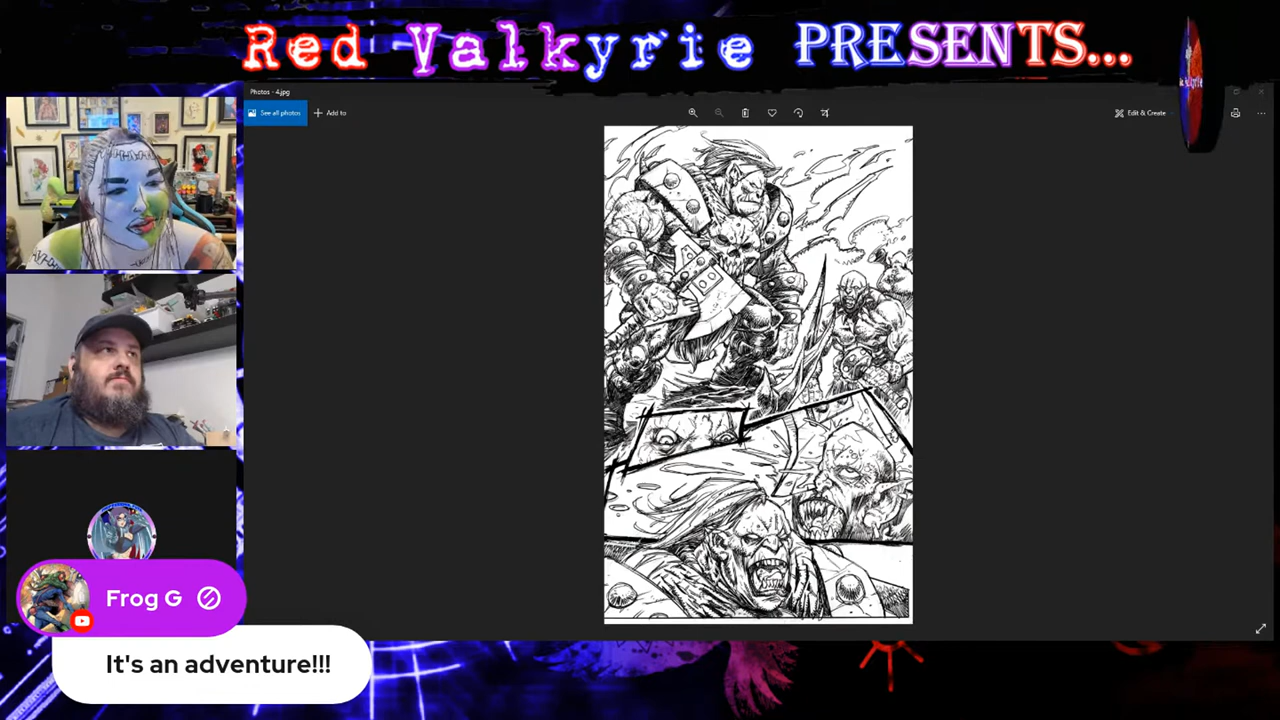 Red Valkyrie PRESENTS...
Photos - 4.jpg
See all photos
Add to
Edit & Create
Frog G
It's an adventure!!!